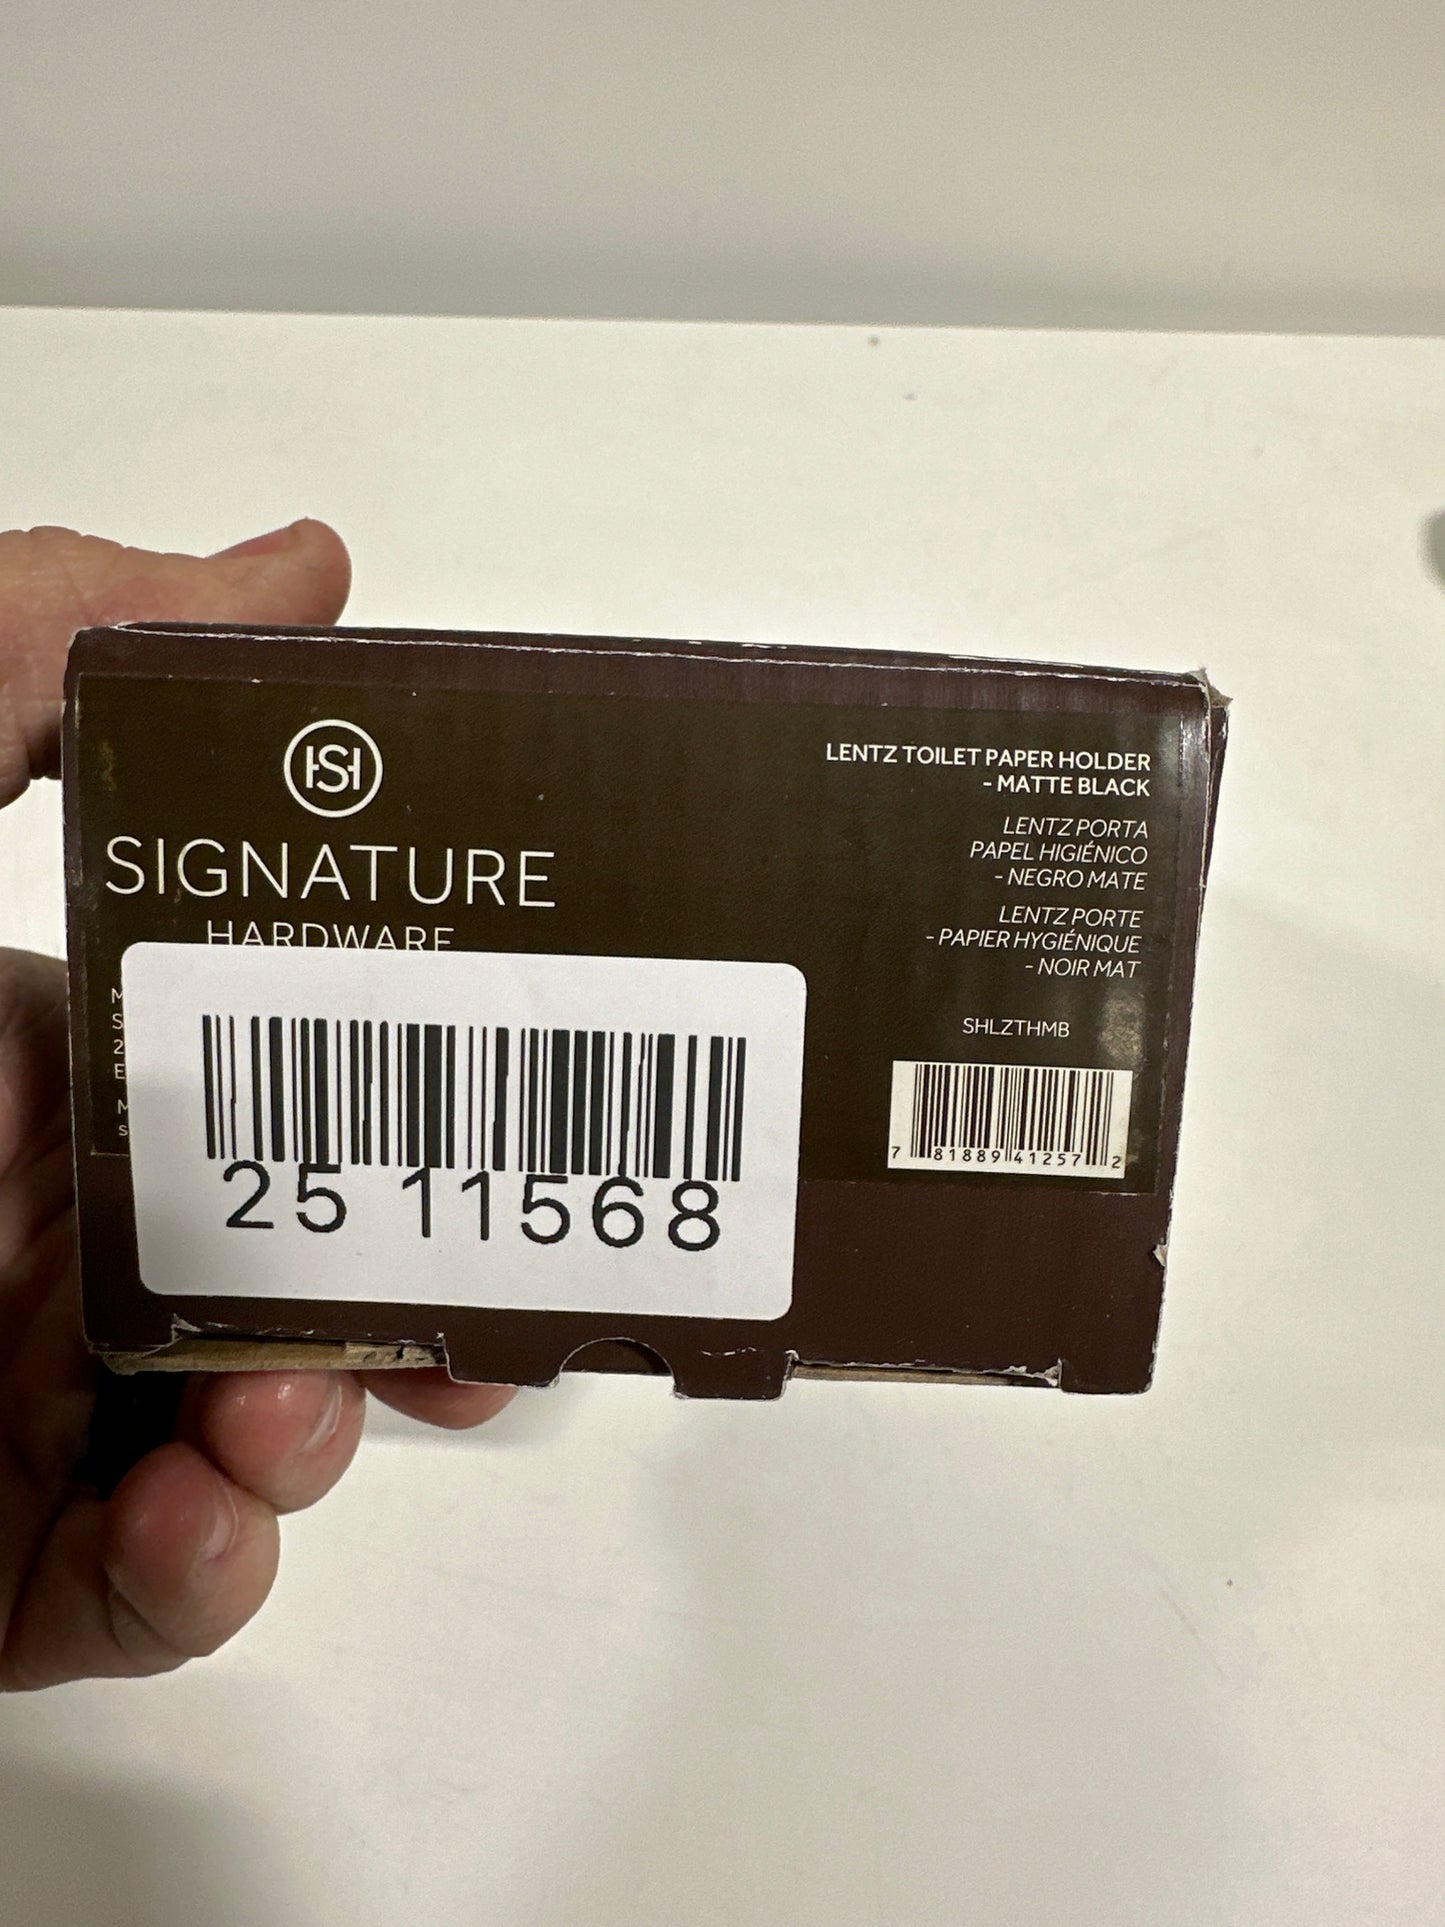 SIGNATURE
HARDWARE
25 11568
LENTZ TOILET PAPER HOLDER
- MATTE BLACK
LENTZ PORTA
PAPEL HIGIÉNICO
- NEGRO MATE
LENTZ PORTE
- PAPIER HYGIÉNIQUE
- NOIR MAT
SHLZTHMB
7 81889 41257 2